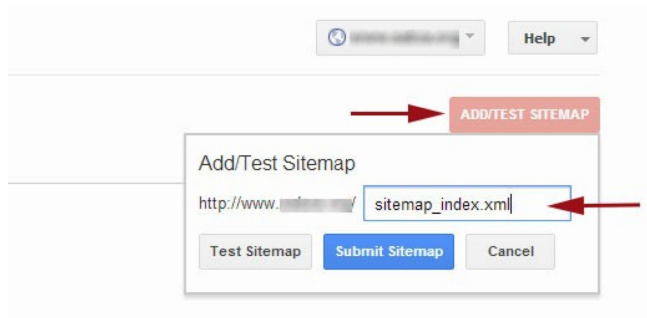 Help
ADD/TEST SITEMAP
Add/Test Sitemap
http://www. / sitemap_index.xml
Test Sitemap Submit Sitemap Cancel